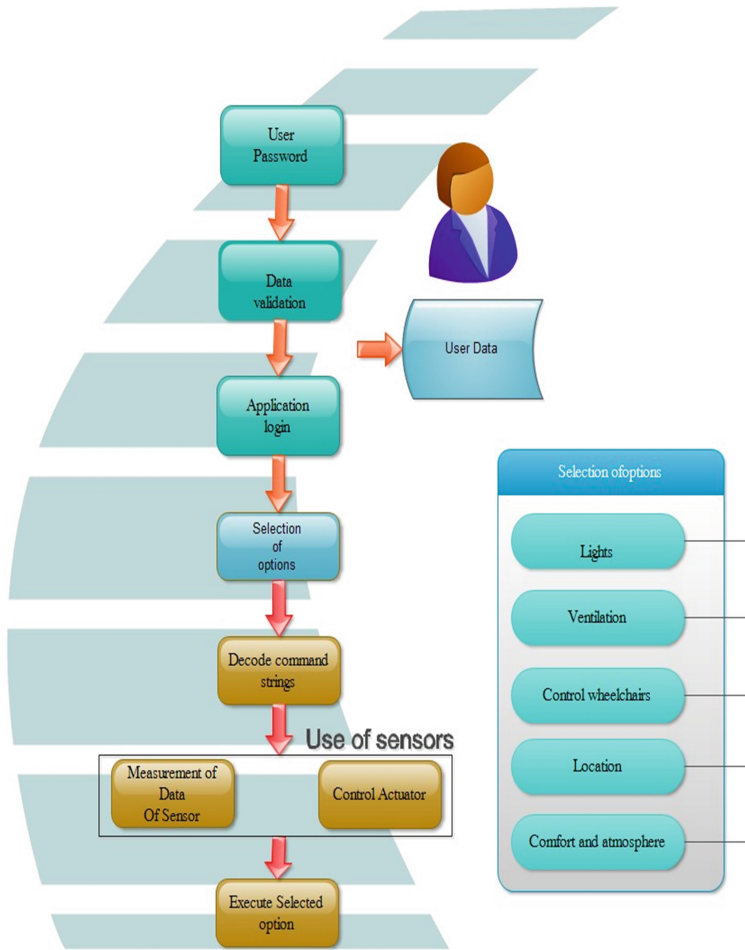 User
Password
Data
validation
User Data
Application
login
Selection
of
options
Decode command
strings
Use of sensors
Measurement of
Data
Of Sensor
Control Actuator
Execute Selected
option
Selection ofoptions
Lights
Ventilation
Control wheelchairs
Location
Comfort and atmosphere